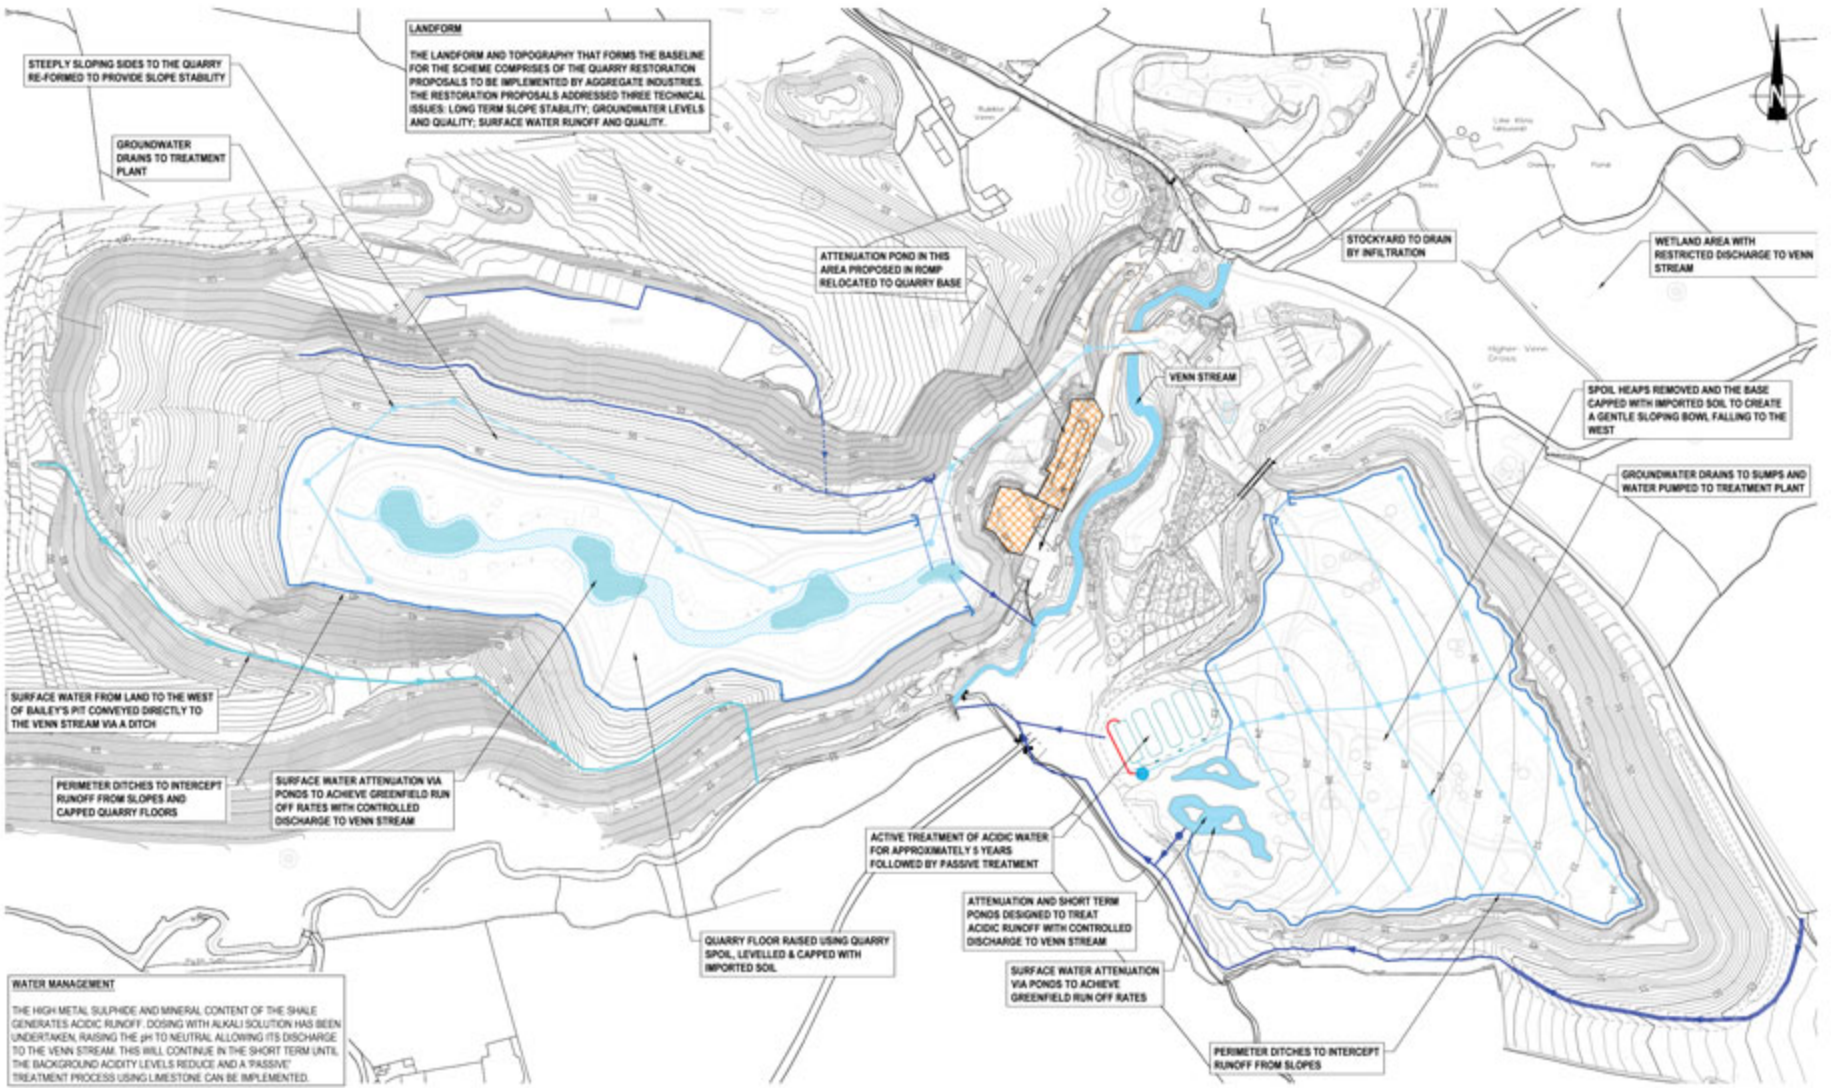 LANDFORM
THE LANDFORM AND TOPOGRAPHY THAT FORMS THE BASELINE
FOR THE SCHEME COMPRISES OF THE QUARRY RESTORATION
PROPOSALS TO BE IMPLEMENTED BY AGGREGATE INDUSTRIES.
THE RESTORATION PROPOSALS ADDRESSED THREE TECHNICAL
ISSUES: LONG TERM SLOPE STABILITY; GROUNDWATER LEVELS
AND QUALITY; SURFACE WATER RUNOFF AND QUALITY.
STEEPLY SLOPING SIDES TO THE QUARRY
RE-FORMED TO PROVIDE SLOPE STABILITY
GROUNDWATER
DRAINS TO TREATMENT
PLANT
N
Pond
Pond
STOCKYARD TO DRAIN
BY INFILTRATION
WETLAND AREA WITH
RESTRICTED DISCHARGE TO VENN
STREAM
ATTENUATION POND IN THIS
AREA PROPOSED IN ROMP
RELOCATED TO QUARRY BASE
Higher Venn
Cross
VENN STREAM
SPOIL HEAPS REMOVED AND THE BASE
CAPPED WITH IMPORTED SOIL TO CREATE
A GENTLE SLOPING BOWL FALLING TO THE
WEST
GROUNDWATER DRAINS TO SUMPS AND
WATER PUMPED TO TREATMENT PLANT
SURFACE WATER FROM LAND TO THE WEST
OF BAILEY'S PIT CONVEYED DIRECTLY TO
THE VENN STREAM VIA A DITCH
PERIMETER DITCHES TO INTERCEPT
RUNOFF FROM SLOPES AND
CAPPED QUARRY FLOORS
SURFACE WATER ATTENUATION VIA
PONDS TO ACHIEVE GREENFIELD RUN
OFF RATES WITH CONTROLLED
DISCHARGE TO VENN STREAM
ACTIVE TREATMENT OF ACIDIC WATER
FOR APPROXIMATELY 5 YEARS
FOLLOWED BY PASSIVE TREATMENT
ATTENUATION AND SHORT TERM
PONDS DESIGNED TO TREAT
ACIDIC RUNOFF WITH CONTROLLED
DISCHARGE TO VENN STREAM
QUARRY FLOOR RAISED USING QUARRY
SPOIL, LEVELLED & CAPPED WITH
IMPORTED SOIL
SURFACE WATER ATTENUATION
VIA PONDS TO ACHIEVE
GREENFIELD RUN OFF RATES
PERIMETER DITCHES TO INTERCEPT
RUNOFF FROM SLOPES
WATER MANAGEMENT
THE HIGH METAL SULPHIDE AND MINERAL CONTENT OF THE SHALE
GENERATES ACIDIC RUNOFF. DOSING WITH ALKALI SOLUTION HAS BEEN
UNDERTAKEN, RAISING THE pH TO NEUTRAL ALLOWING ITS DISCHARGE
TO THE VENN STREAM. THIS WILL CONTINUE IN THE SHORT TERM UNTIL
THE BACKGROUND ACIDITY LEVELS REDUCE AND A 'PASSIVE'
TREATMENT PROCESS USING LIMESTONE CAN BE IMPLEMENTED.